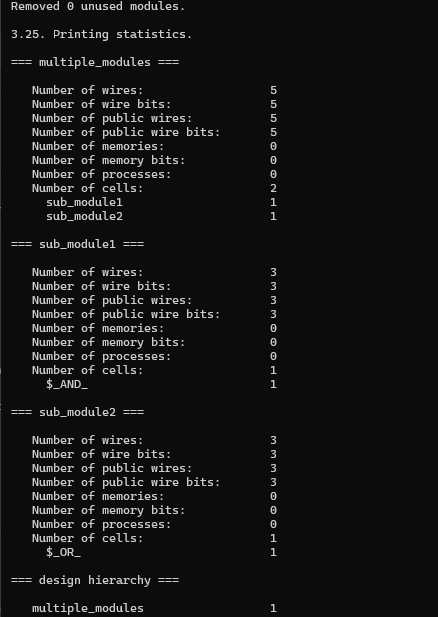 Removed 0 unused modules.
3.25. Printing statistics.
=== multiple_modules ===
Number of wires: 5
Number of wire bits: 5
Number of public wires: 5
Number of public wire bits: 5
Number of memories: 0
Number of memory bits: 0
Number of processes: 0
Number of cells: 2
sub_module1 1
sub_module2 1
=== sub_module1 ===
Number of wires: 3
Number of wire bits: 3
Number of public wires: 3
Number of public wire bits: 3
Number of memories: 0
Number of memory bits: 0
Number of processes: 0
Number of cells: 1
$_AND_ 1
=== sub_module2 ===
Number of wires: 3
Number of wire bits: 3
Number of public wires: 3
Number of public wire bits: 3
Number of memories: 0
Number of memory bits: 0
Number of processes: 0
Number of cells: 1
$_OR_ 1
=== design hierarchy ===
multiple_modules 1